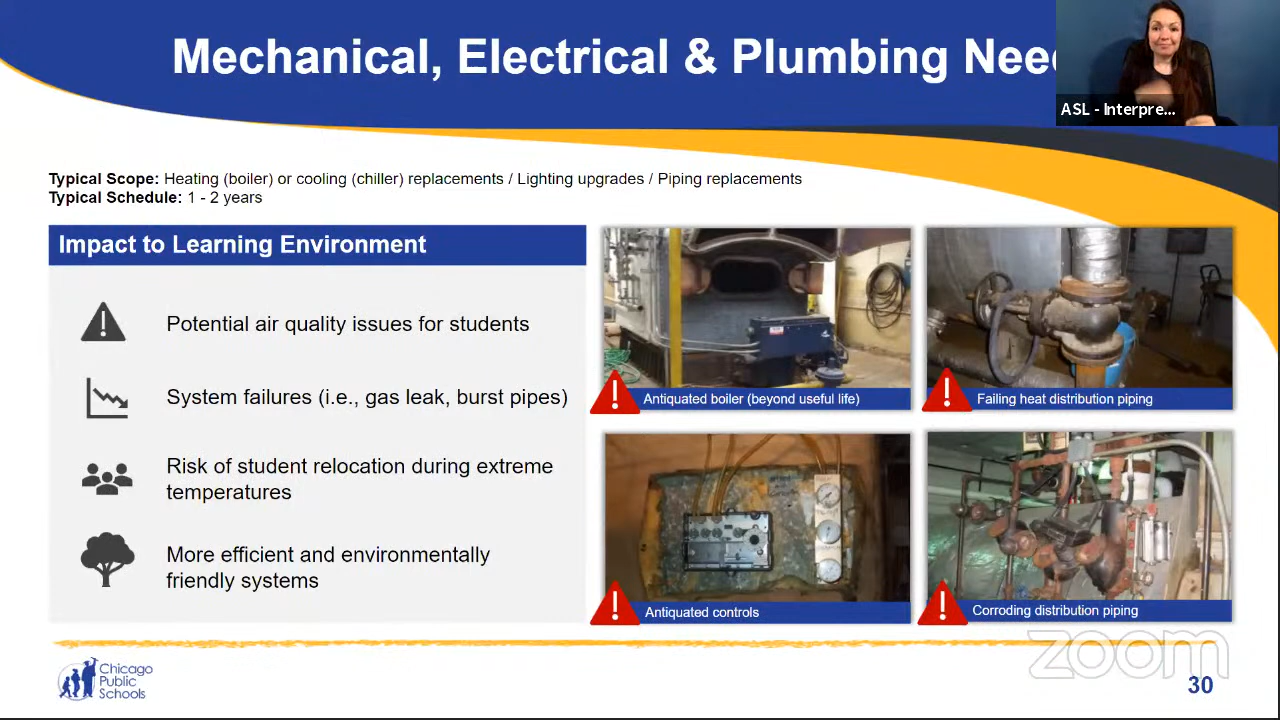 Mechanical, Electrical & Plumbing Nee
ASL - Interpre...
Typical Scope: Heating (boiler) or cooling (chiller) replacements / Lighting upgrades / Piping replacements
Typical Schedule: 1 - 2 years
Impact to Learning Environment
Potential air quality issues for students
System failures (i.e., gas leak, burst pipes)
Risk of student relocation during extreme
temperatures
More efficient and environmentally
friendly systems
Antiquated boiler (beyond useful life)
Failing heat distribution piping
Antiquated controls
Corroding distribution piping
Chicago
Public
Schools
zoom
30